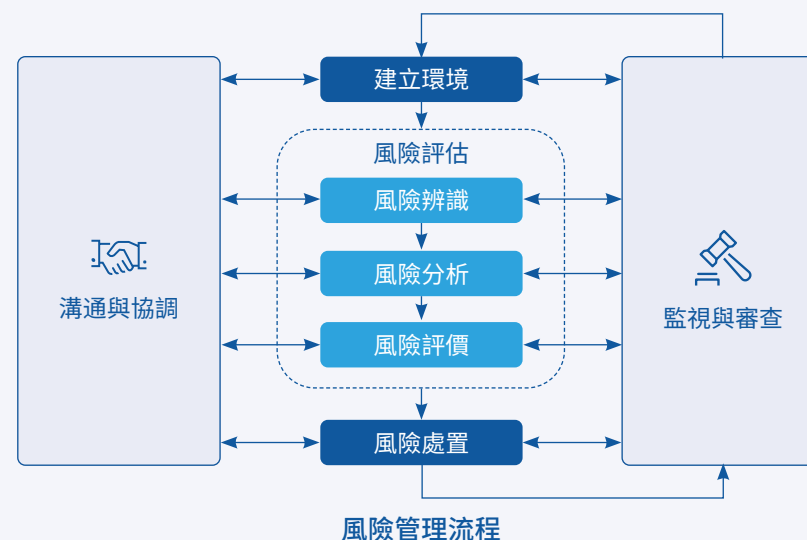 建立環境
風險評估
風險辨識
風險分析
風險評價
風險處置
溝通與協調
監視與審查
風險管理流程